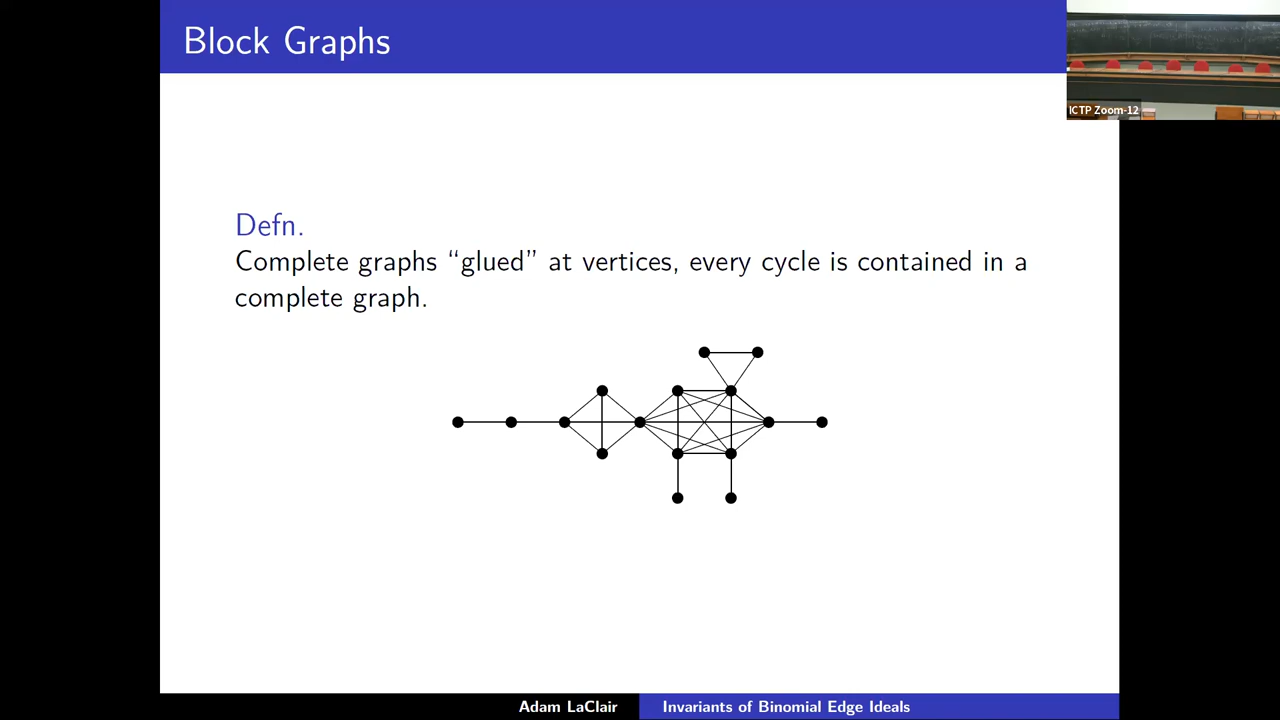 Block Graphs
ICTP Zoom-12
Defn.
Complete graphs “glued” at vertices, every cycle is contained in a
complete graph.
Adam LaClair
Invariants of Binomial Edge Ideals